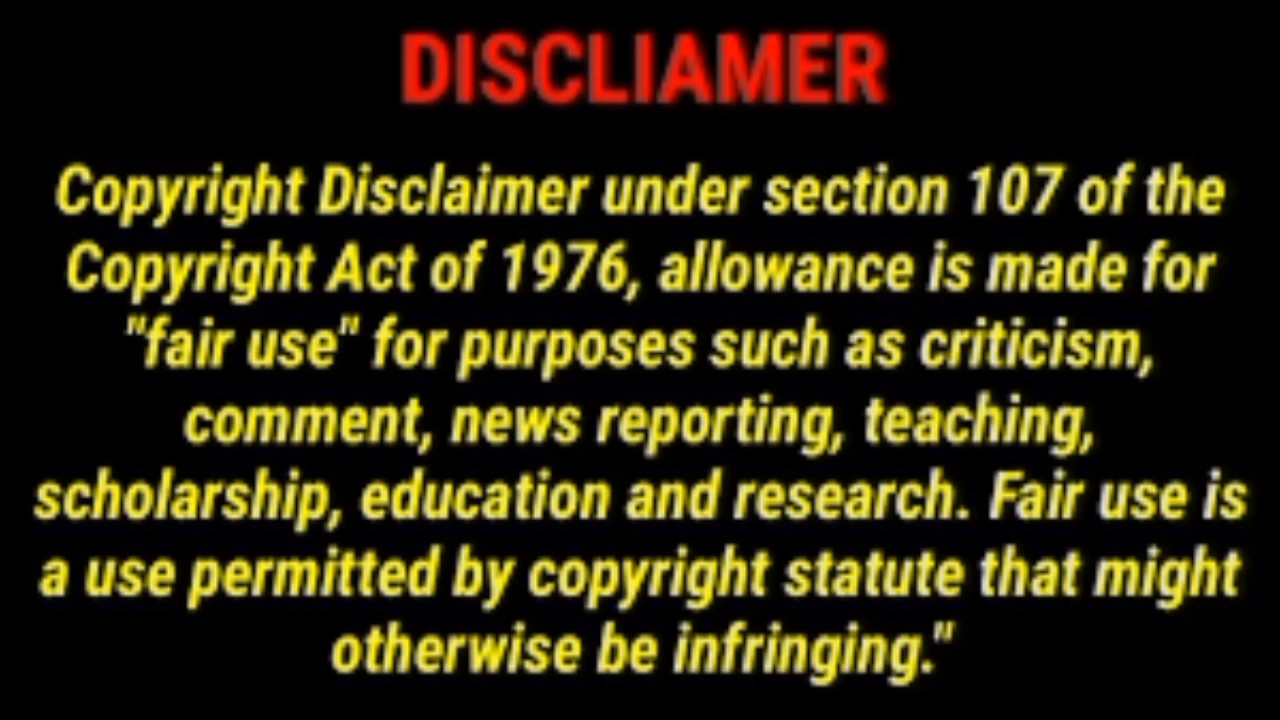 DISCLIAMER
Copyright Disclaimer under section 107 of the
Copyright Act of 1976, allowance is made for
"fair use" for purposes such as criticism,
comment, news reporting, teaching,
scholarship, education and research. Fair use is
a use permitted by copyright statute that might
otherwise be infringing."